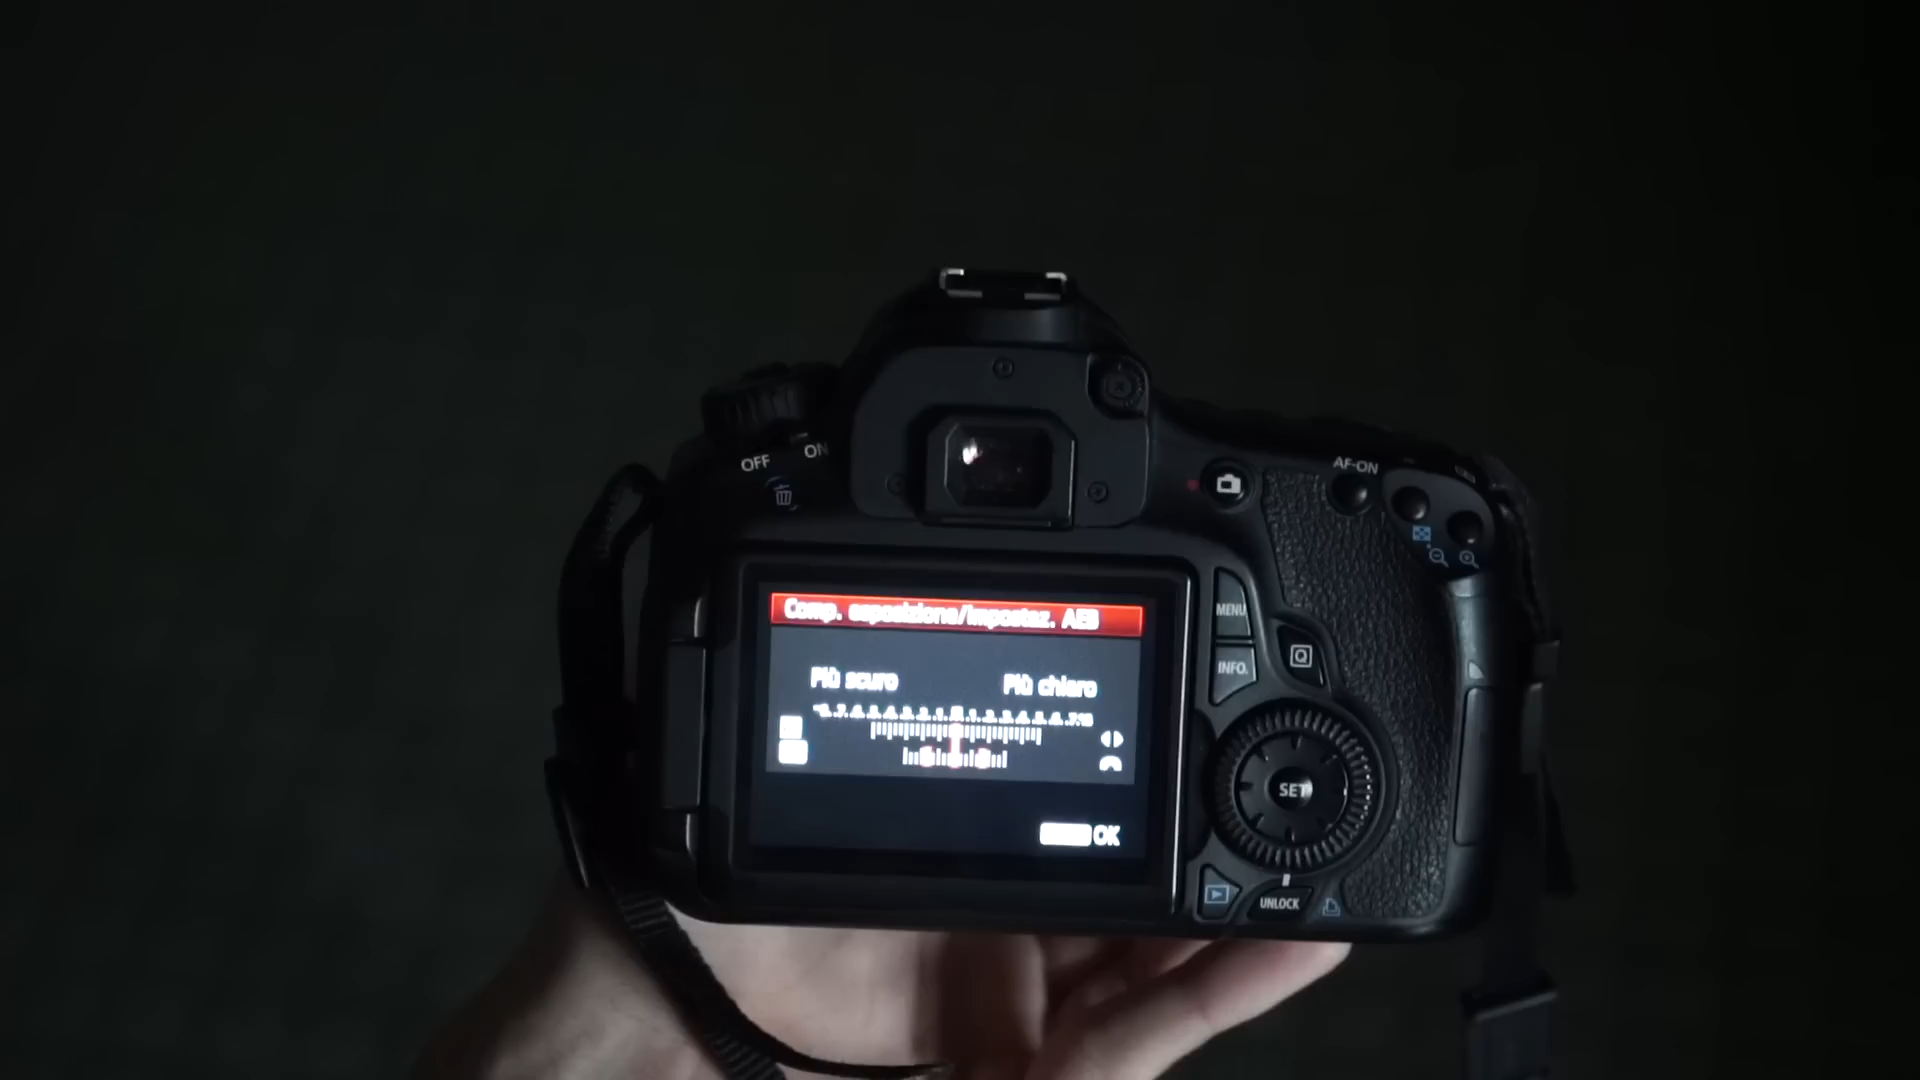 OFF ON
AF-ON
Comp. esposizione/impostaz. AEB
Più scuro Più chiaro
OK
MENU
INFO.
Q
SET
UNLOCK